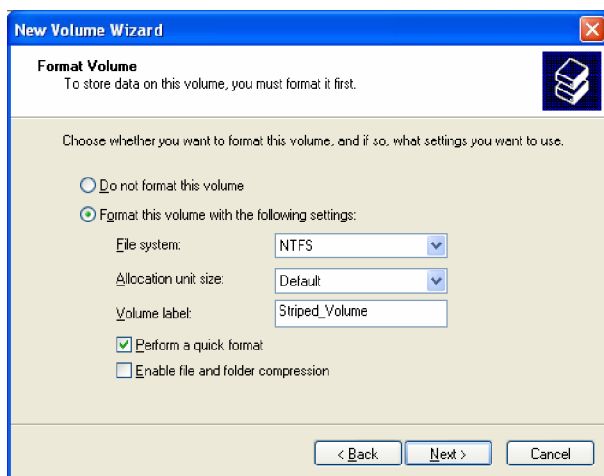 New Volume Wizard
Format Volume
To store data on this volume, you must format it first.
Choose whether you want to format this volume, and if so, what settings you want to use.
Do not format this volume
Format this volume with the following settings:
File system: NTFS
Allocation unit size: Default
Volume label: Striped_Volume
Perform a quick format
Enable file and folder compression
< Back Next > Cancel